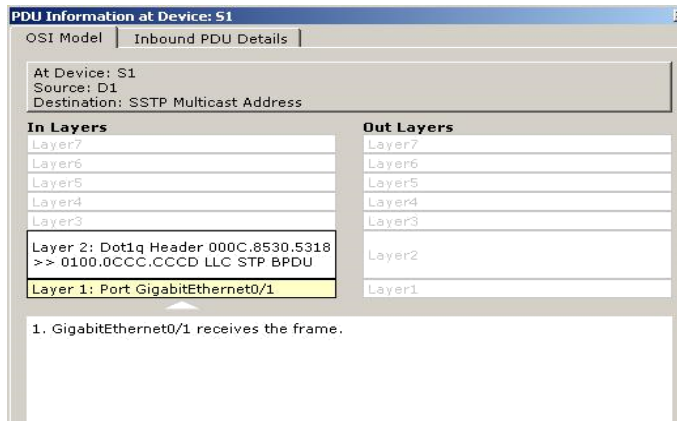 PDU Information at Device: S1
OSI Model
Inbound PDU Details
At Device: S1
Source: D1
Destination: SSTP Multicast Address
In Layers
Layer7
Layer6
Layer5
Layer4
Layer3
Layer 2: Dot1q Header 000C.8530.5318
>> 0100.0CCC.CCCD LLC STP BPDU
Layer 1: Port GigabitEthernet0/1
Out Layers
Layer7
Layer6
Layer5
Layer4
Layer3
Layer2
Layer1
1. GigabitEthernet0/1 receives the frame.